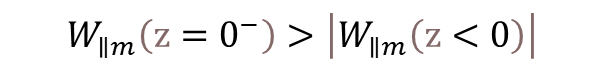 W∥m(z = 0⁻) > |W∥m(z < 0)|